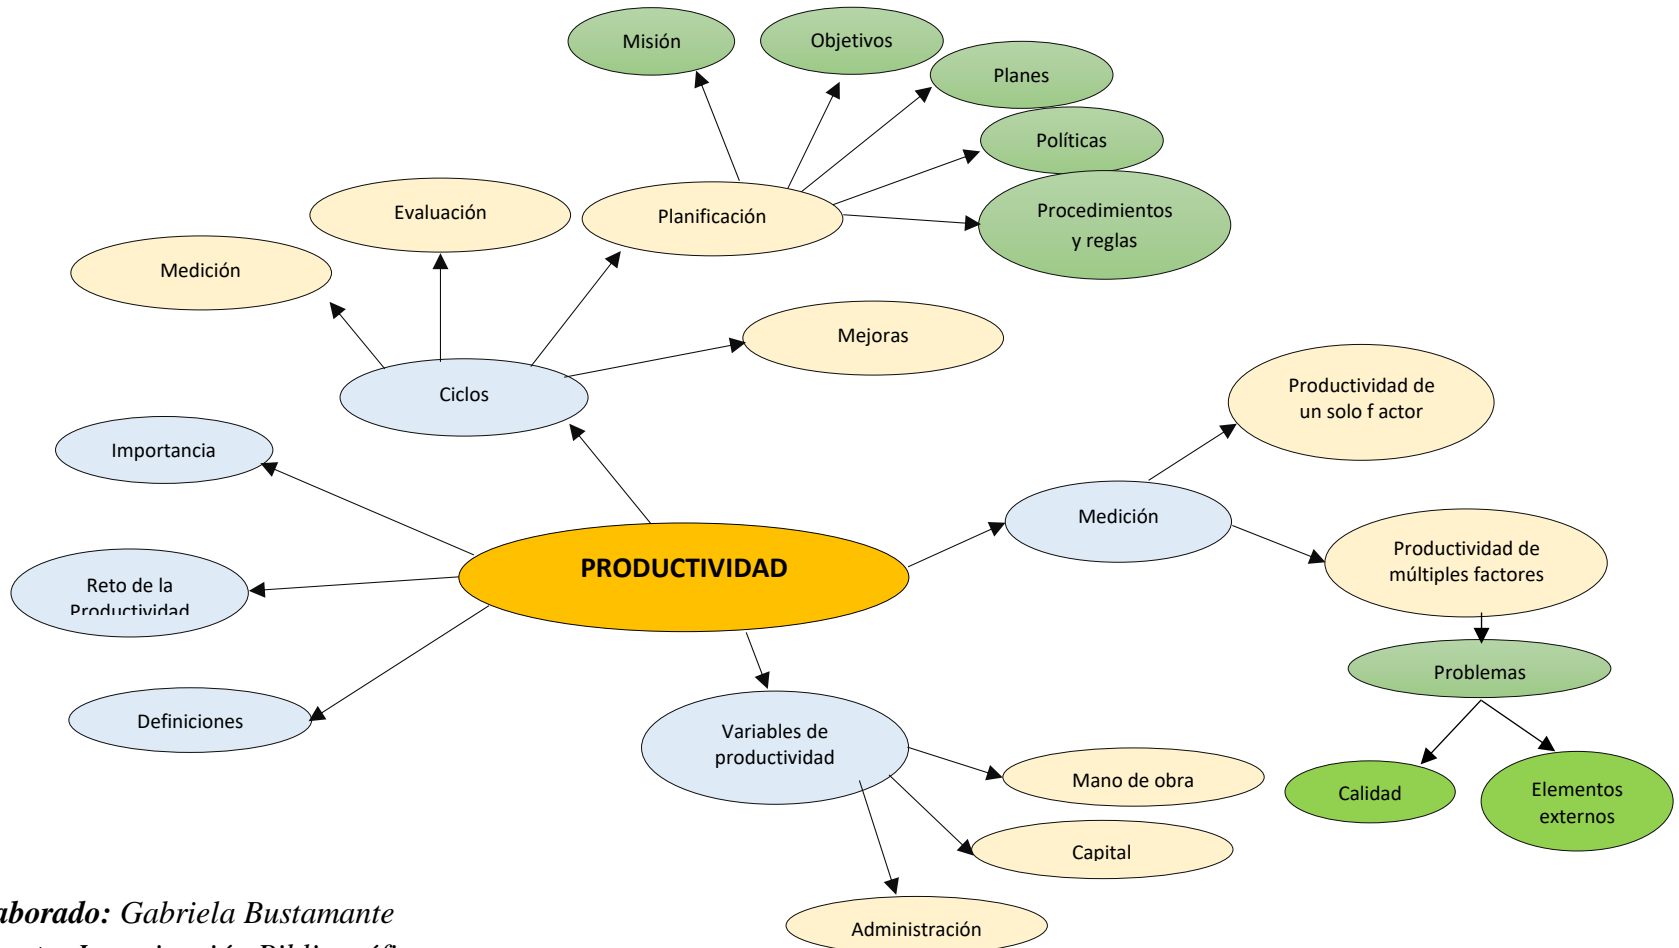 Misión
Objetivos
Planes
Políticas
Procedimientos
y reglas
Planificación
Evaluación
Medición
Mejoras
Ciclos
Productividad de
un solo f actor
Importancia
Medición
Productividad de
múltiples factores
PRODUCTIVIDAD
Reto de la
Productividad
Problemas
Definiciones
Variables de
productividad
Mano de obra
Calidad
Elementos
externos
Capital
Administración
aborado: Gabriela Bustamante